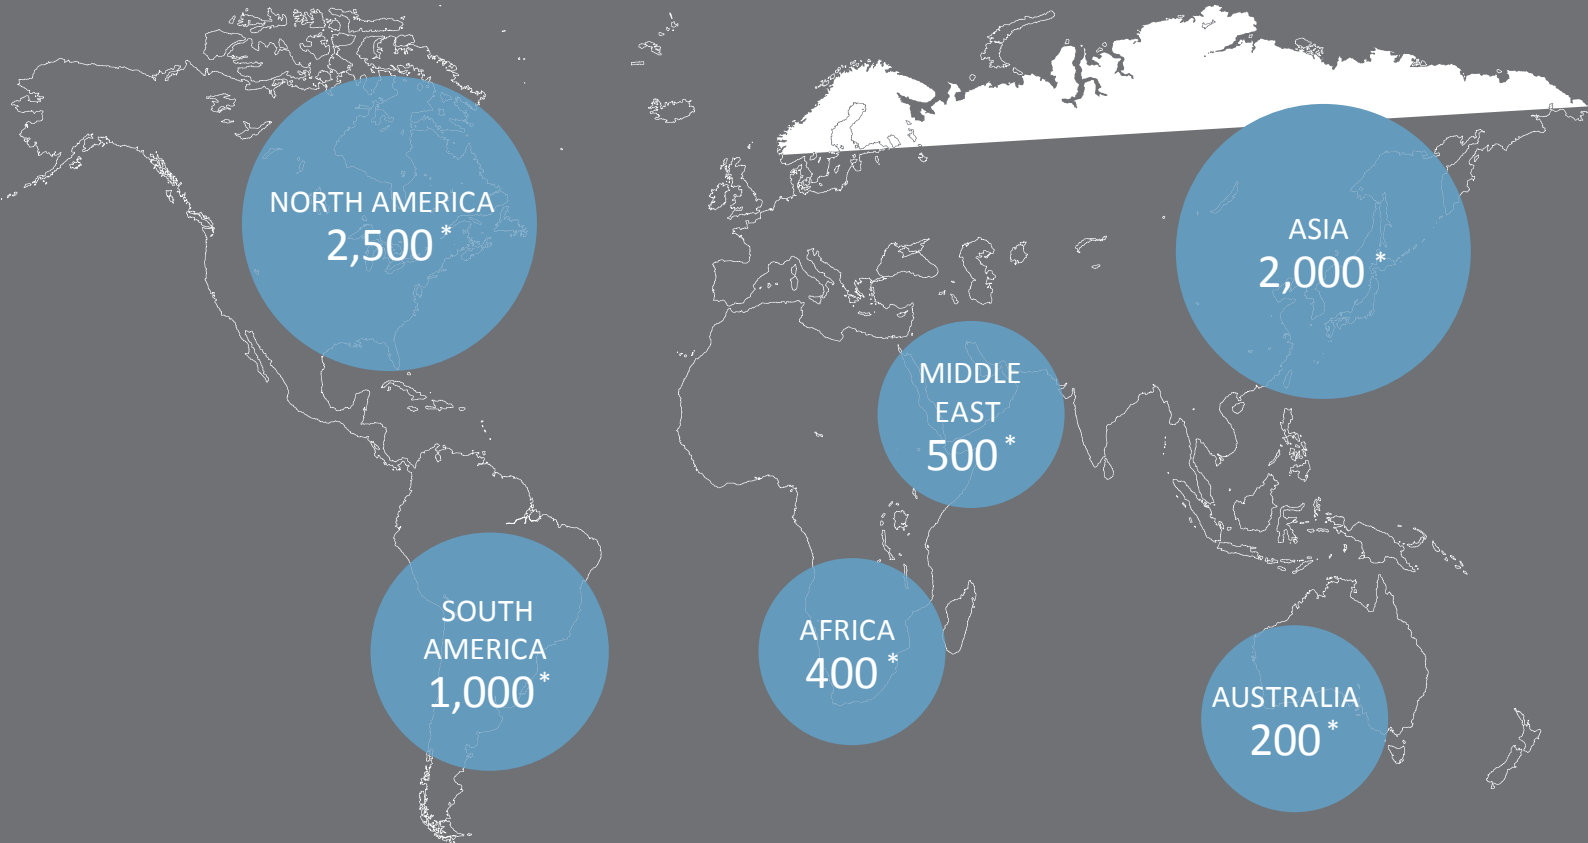 NORTH AMERICA
2,500 *
ASIA
2,000 *
MIDDLE
EAST
500 *
SOUTH
AMERICA
1,000 *
AFRICA
400 *
AUSTRALIA
200 *